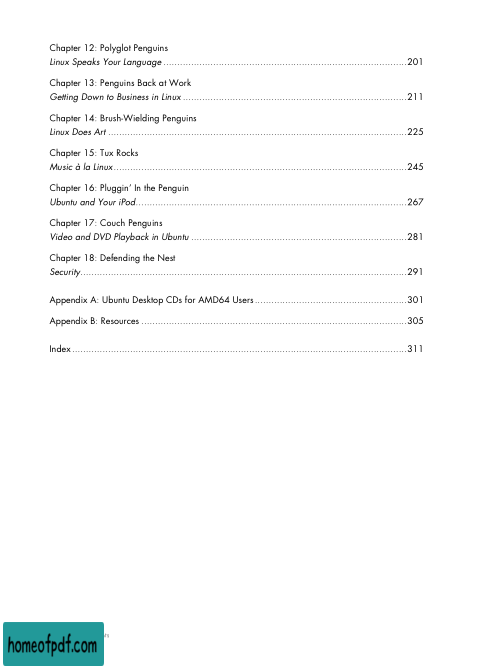 Chapter 12: Polyglot Penguins
Linux Speaks Your Language ........ 201
Chapter 13: Penguins Back at Work
Getting Down to Business in Linux ........ 211
Chapter 14: Brush-Wielding Penguins
Linux Does Art ........ 225
Chapter 15: Tux Rocks
Music à la Linux ........ 245
Chapter 16: Pluggin' In the Penguin
Ubuntu and Your iPod ........ 267
Chapter 17: Couch Penguins
Video and DVD Playback in Ubuntu ........ 281
Chapter 18: Defending the Nest
Security ........ 291
Appendix A: Ubuntu Desktop CDs for AMD64 Users ........ 301
Appendix B: Resources ........ 305
Index ........ 311
homeofpdf.com